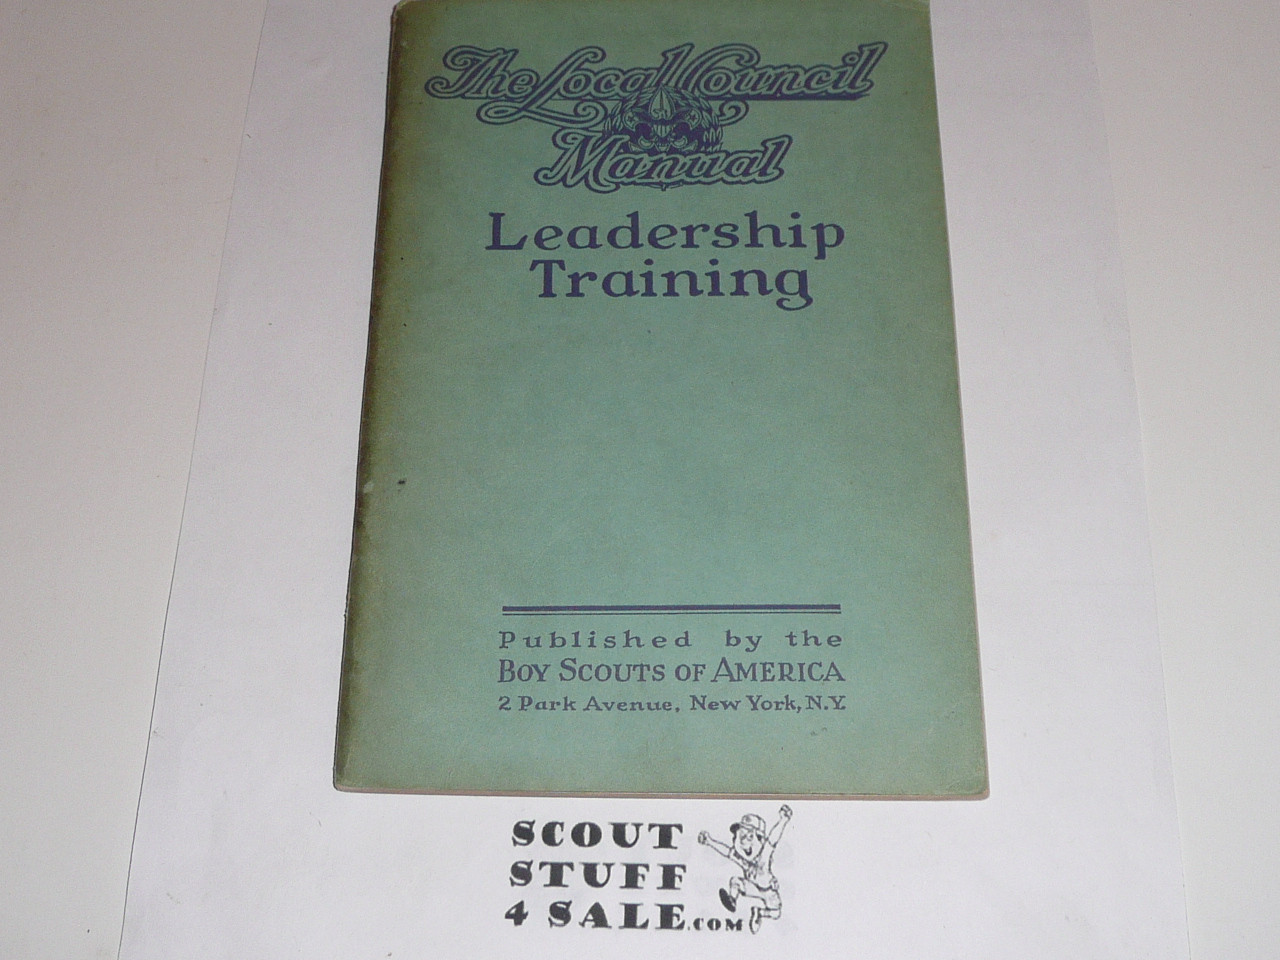 The Local Council
Manual
Leadership
Training
Published by the
BOY SCOUTS OF AMERICA
2 Park Avenue, New York, N.Y.
SCOUT
STUFF
4 SALE.COM